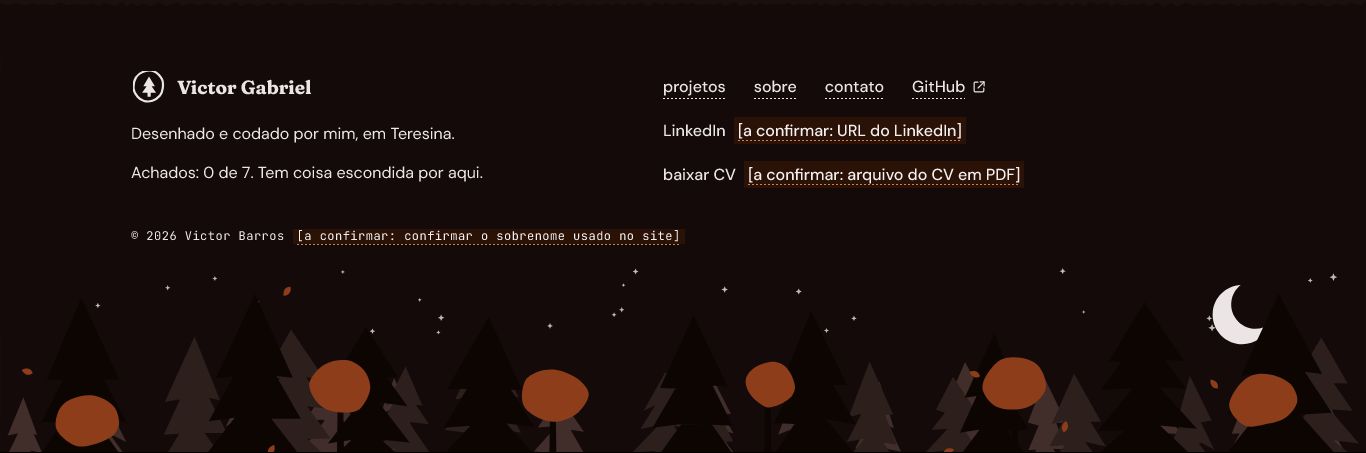 Victor Gabriel
Desenhado e codado por mim, em Teresina.
Achados: 0 de 7. Tem coisa escondida por aqui.
projetos sobre contato GitHub
LinkedIn [a confirmar: URL do LinkedIn]
baixar CV [a confirmar: arquivo do CV em PDF]
© 2026 Victor Barros [a confirmar: confirmar o sobrenome usado no site]